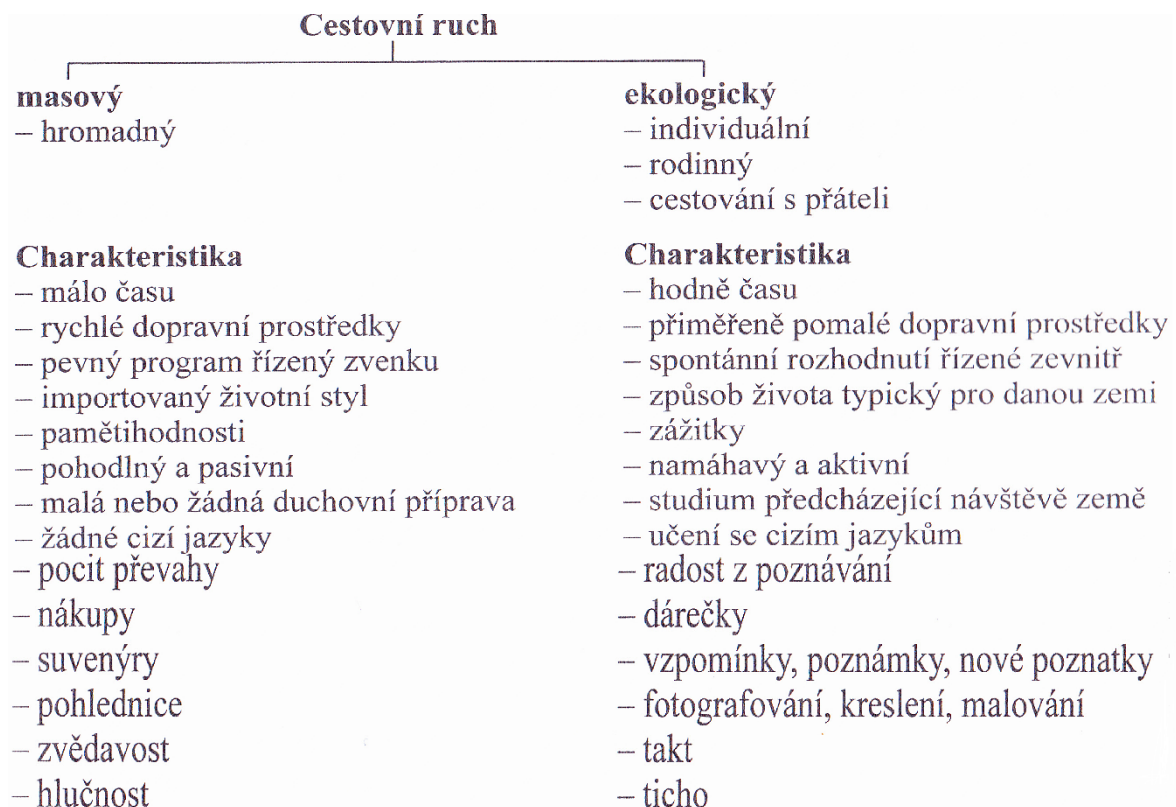 Cestovní ruch
masový
– hromadný
ekologický
– individuální
– rodinný
– cestování s přáteli
Charakteristika
– málo času
– rychlé dopravní prostředky
– pevný program řízený zvenku
– importovaný životní styl
– pamětihodnosti
– pohodlný a pasivní
– malá nebo žádná duchovní příprava
– žádné cizí jazyky
– pocit převahy
– nákupy
– suvenýry
– pohlednice
– zvědavost
– hlučnost
Charakteristika
– hodně času
– přiměřeně pomalé dopravní prostředky
– spontánní rozhodnutí řízené zevnitř
– způsob života typický pro danou zemi
– zážitky
– namáhavý a aktivní
– studium předcházející návštěvě země
– učení se cizím jazykům
– radost z poznávání
– dárečky
– vzpomínky, poznámky, nové poznatky
– fotografování, kreslení, malování
– takt
– ticho